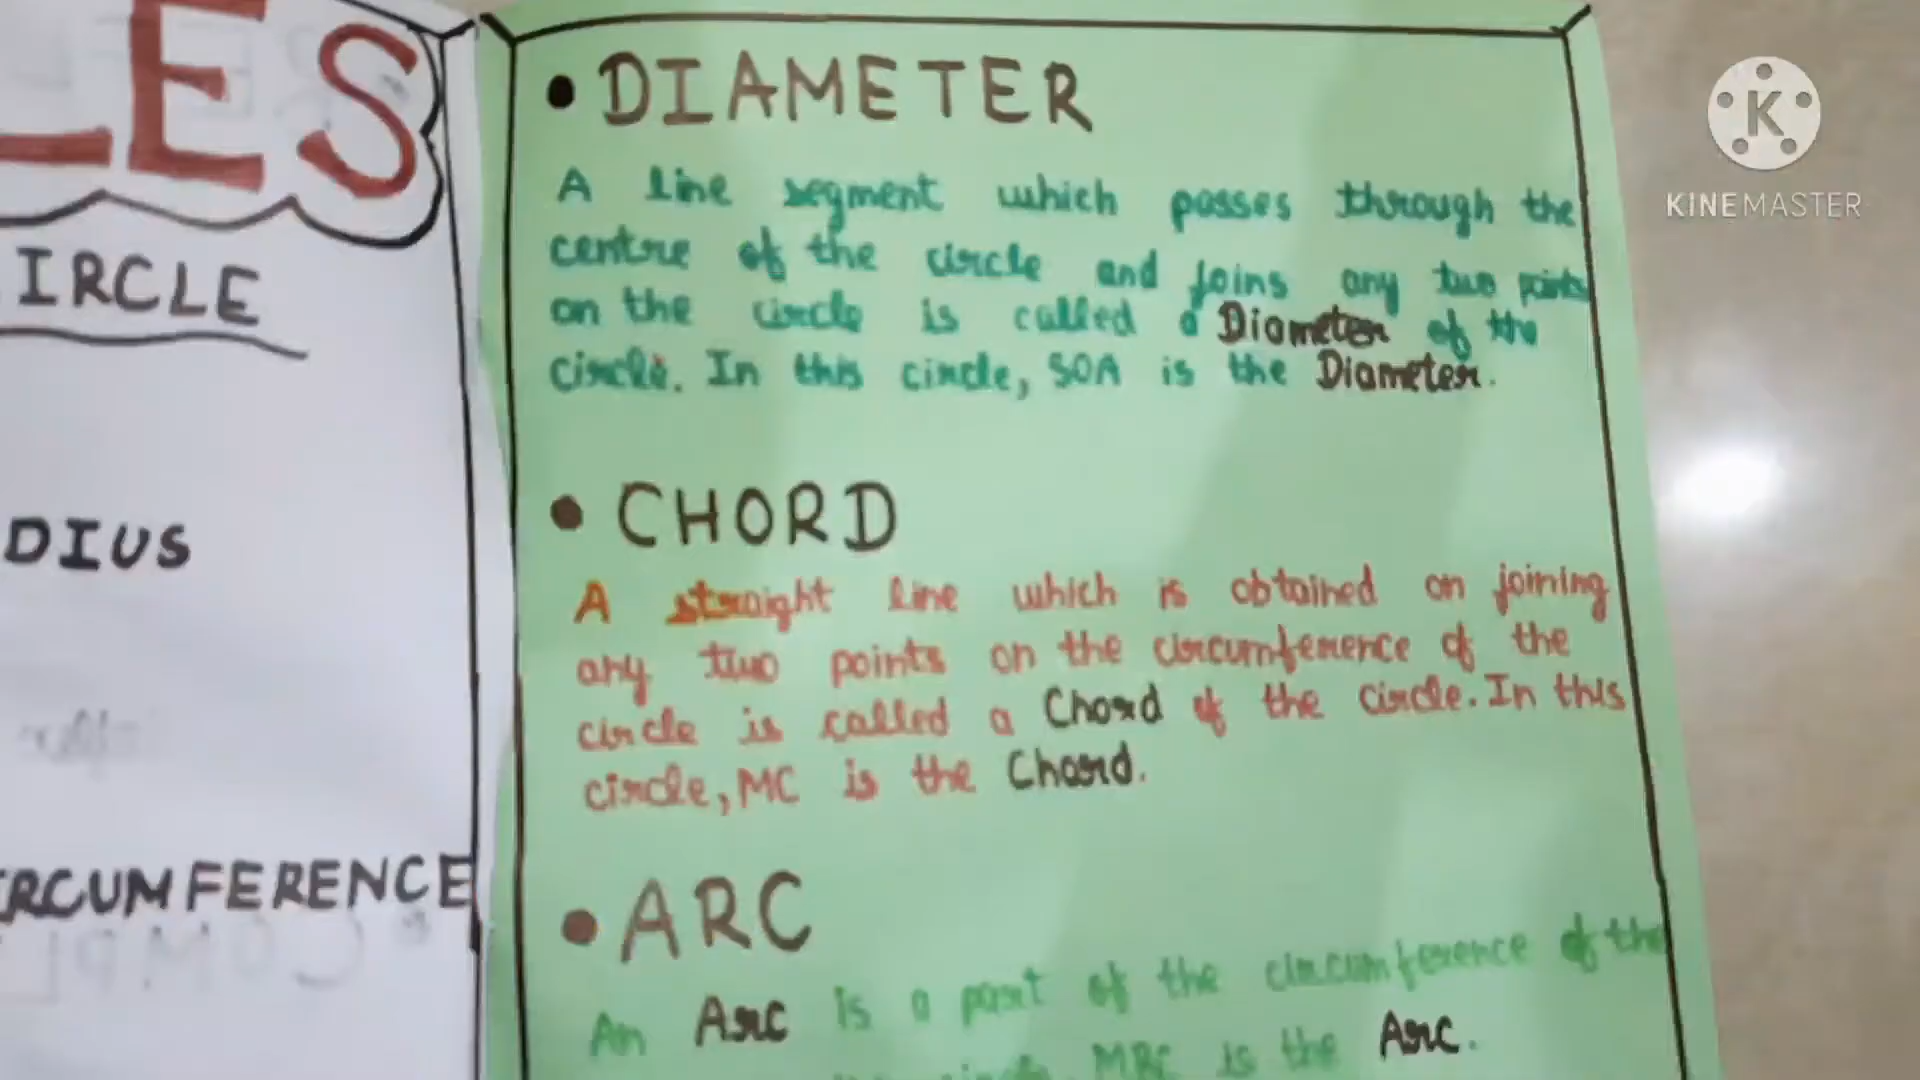 LES
IRCLE
DIUS
RCUMFERENCE
• DIAMETER
A line segment which passes through the
centre of the circle and joins any two points
on the circle is called a Diameter of the
circle. In this circle, SOA is the Diameter.
• CHORD
A straight line which is obtained on joining
any two points on the circumference of the
circle is called a Chord of the circle. In this
circle, MC is the Chord.
• ARC
An Arc is a part of the circumference of the
circle, MRC is the Arc.
KINEMASTER